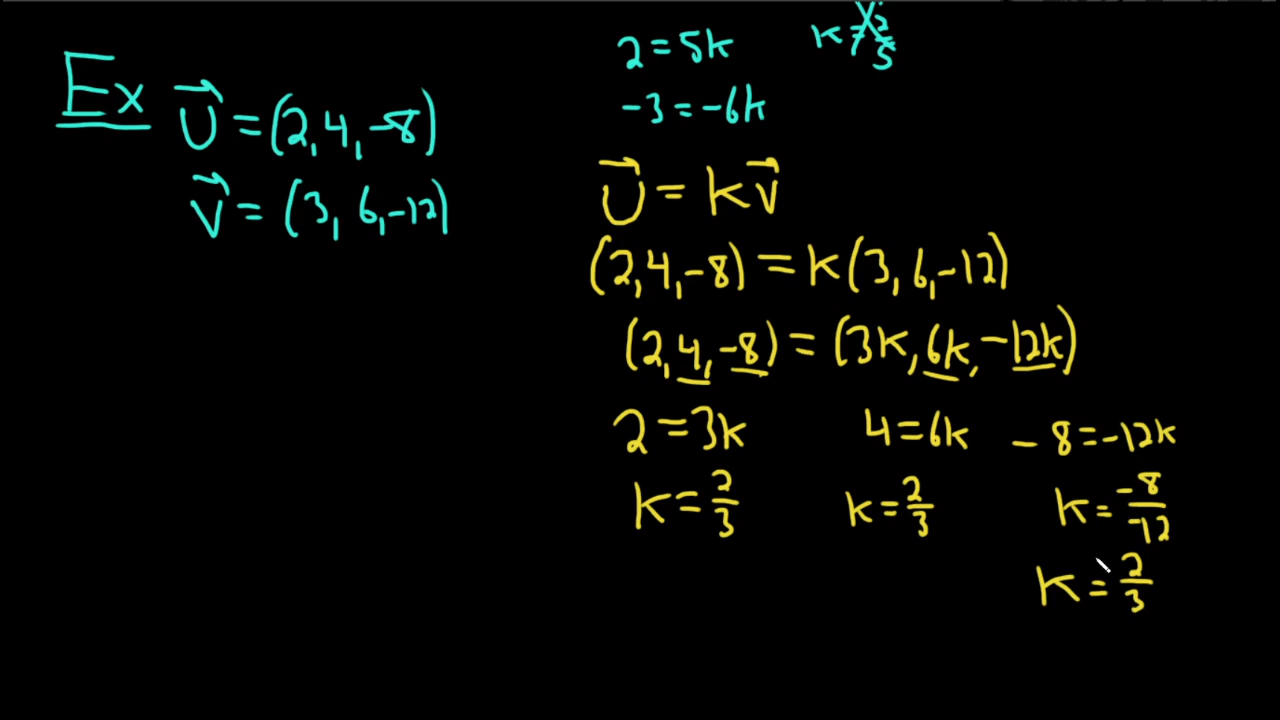 Ex U⃗ = (2, 4, -8)
V⃗ = (3, 6, -12)
2 = 5k
-3 = -6k
U⃗ = kV⃗
(2, 4, -8) = k(3, 6, -12)
(2, 4, -8) = (3k, 6k, -12k)
2 = 3k 4 = 6k -8 = -12k
k = 2/3 k = 2/3 k = -8/-12
k = 2/3